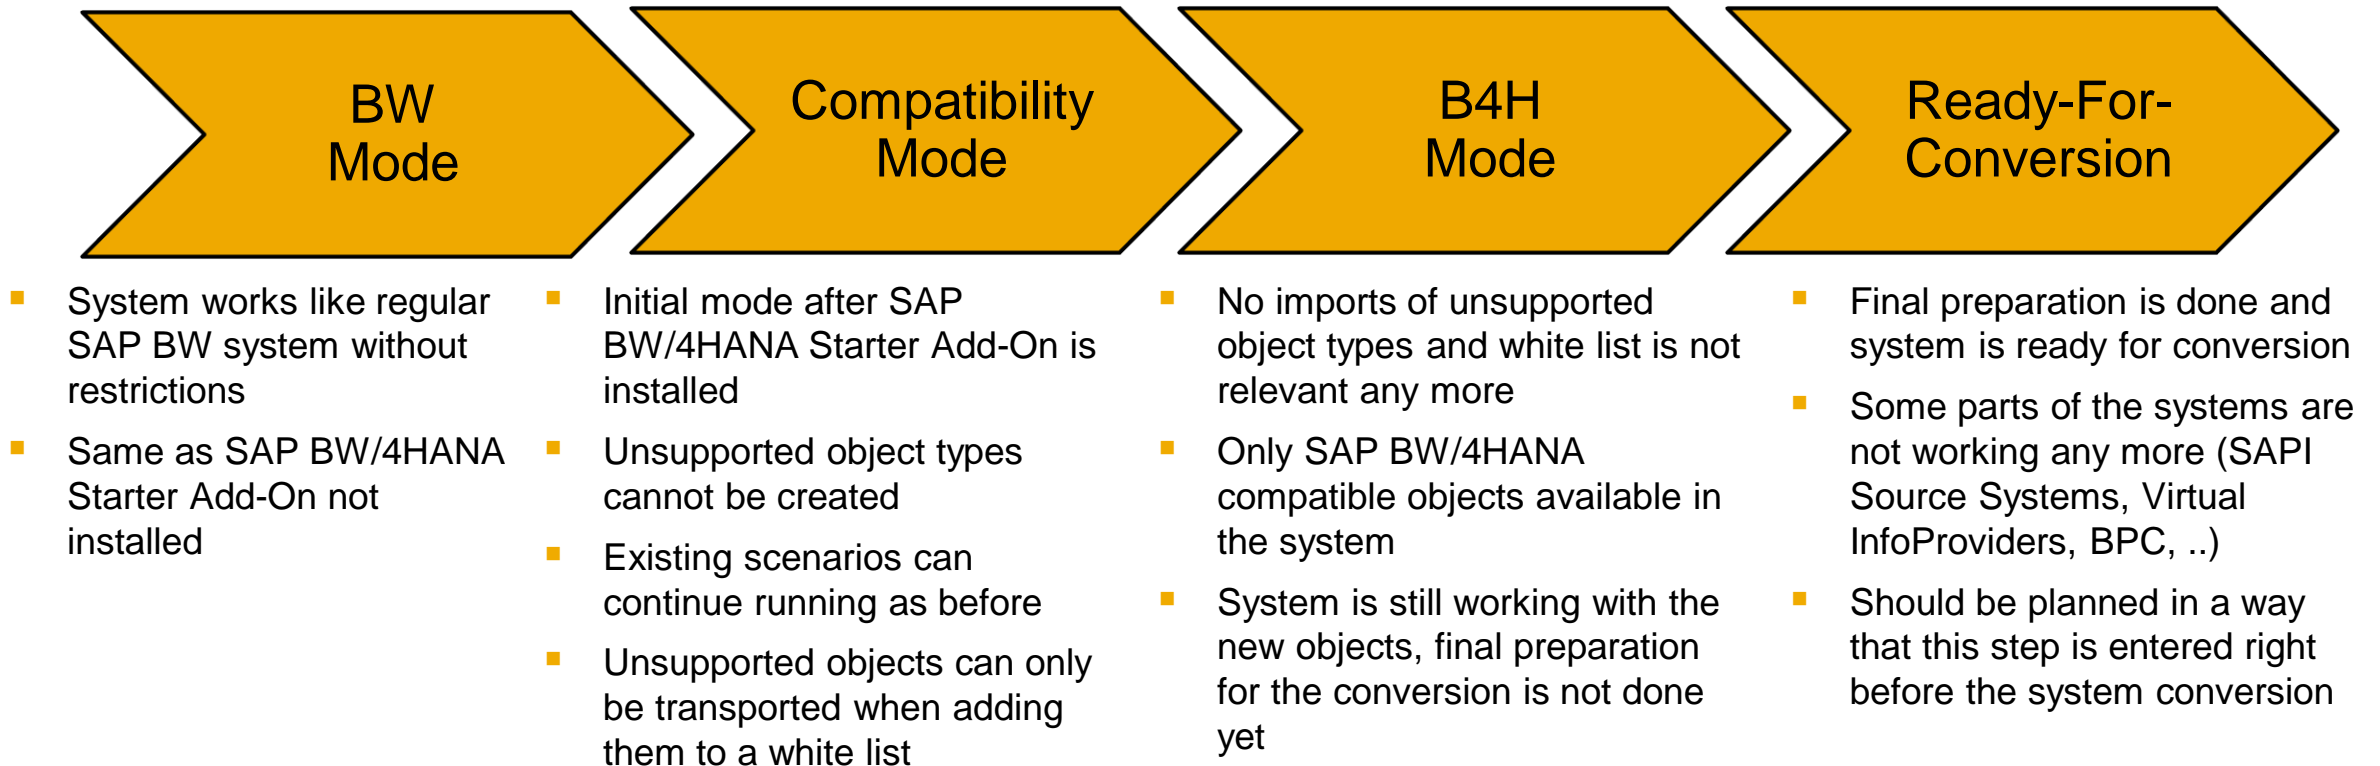 BW
Mode
Compatibility
Mode
B4H
Mode
Ready-For-
Conversion
System works like regular
SAP BW system without
restrictions
Same as SAP BW/4HANA
Starter Add-On not
installed
Initial mode after SAP
BW/4HANA Starter Add-On is
installed
Unsupported object types
cannot be created
Existing scenarios can
continue running as before
Unsupported objects can only
be transported when adding
them to a white list
No imports of unsupported
object types and white list is not
relevant any more
Only SAP BW/4HANA
compatible objects available in
the system
System is still working with the
new objects, final preparation
for the conversion is not done
yet
Final preparation is done and
system is ready for conversion
Some parts of the systems are
not working any more (SAPI
Source Systems, Virtual
InfoProviders, BPC, ..)
Should be planned in a way
that this step is entered right
before the system conversion